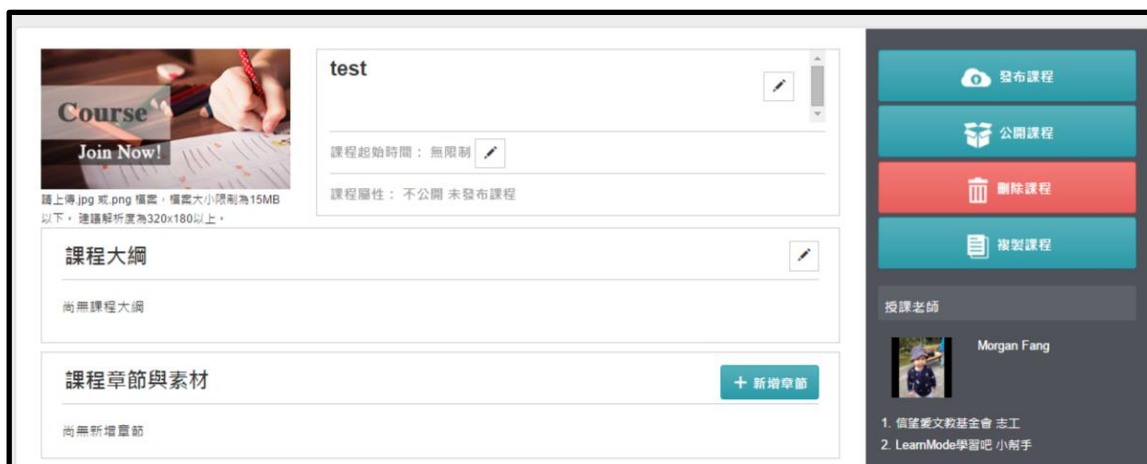 Course
Join Now!
請上傳.jpg 或.png 檔案，檔案大小限制為15MB
以下。 建議解析度為320x180以上。
test
課程起始時間： 無限制
課程屬性： 不公開 未發布課程
課程大綱
尚無課程大綱
課程章節與素材
＋ 新增章節
尚無新增章節
發布課程
公開課程
刪除課程
複製課程
授課老師
Morgan Fang
1. 信望愛文教基金會 志工
2. LearnMode學習吧 小幫手